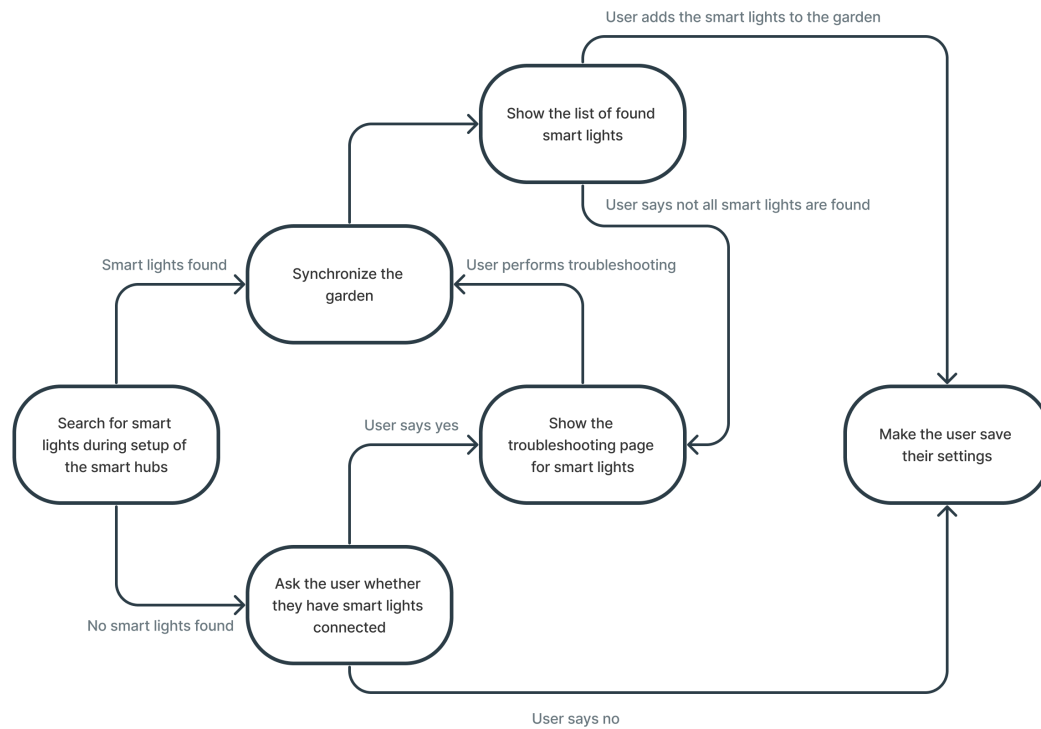 User adds the smart lights to the garden
Show the list of found
smart lights
User says not all smart lights are found
Smart lights found
Synchronize the
garden
User performs troubleshooting
Search for smart
lights during setup of
the smart hubs
User says yes
Show the
troubleshooting page
for smart lights
Make the user save
their settings
No smart lights found
Ask the user whether
they have smart lights
connected
User says no